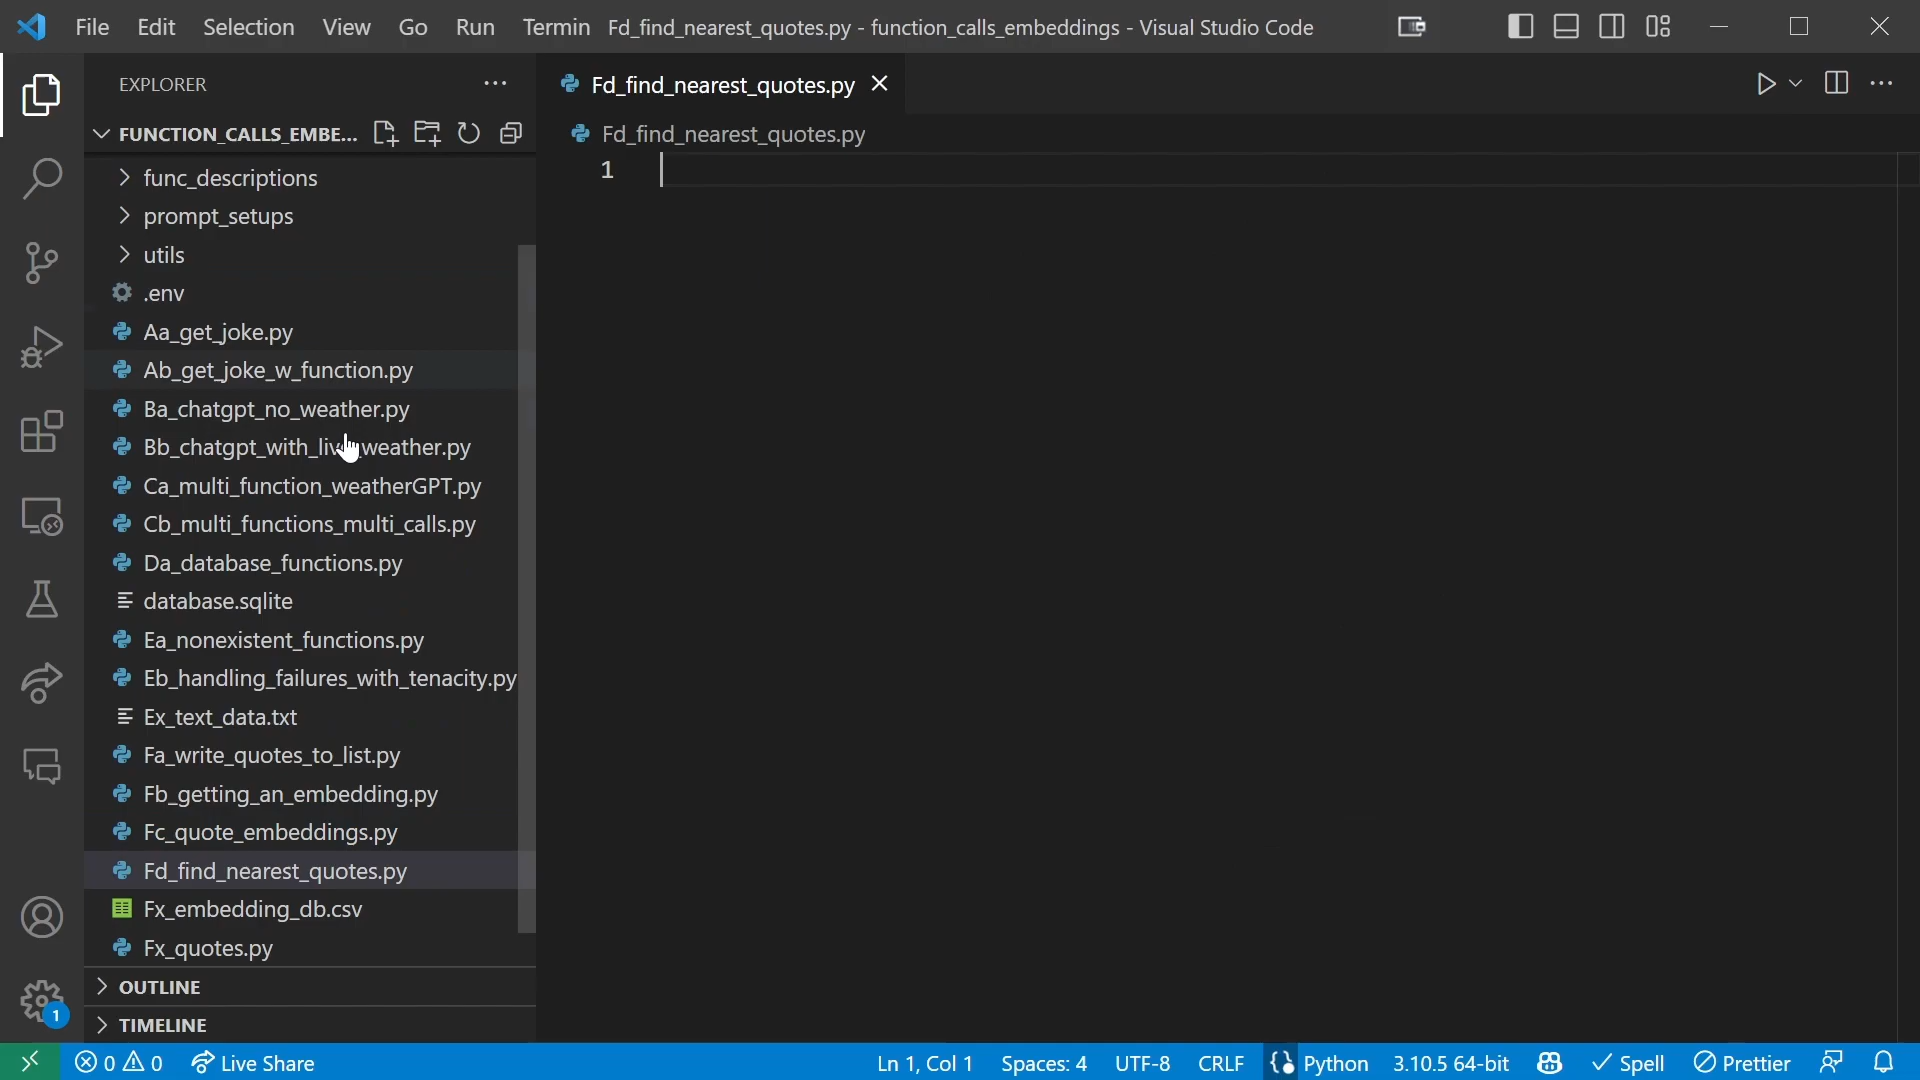 File Edit Selection View Go Run Termin Fd_find_nearest_quotes.py - function_calls_embeddings - Visual Studio Code
EXPLORER
Fd_find_nearest_quotes.py
FUNCTION_CALLS_EMBE...
Fd_find_nearest_quotes.py
1
func_descriptions
prompt_setups
utils
.env
Aa_get_joke.py
Ab_get_joke_w_function.py
Ba_chatgpt_no_weather.py
Bb_chatgpt_with_live_weather.py
Ca_multi_function_weatherGPT.py
Cb_multi_functions_multi_calls.py
Da_database_functions.py
database.sqlite
Ea_nonexistent_functions.py
Eb_handling_failures_with_tenacity.py
Ex_text_data.txt
Fa_write_quotes_to_list.py
Fb_getting_an_embedding.py
Fc_quote_embeddings.py
Fd_find_nearest_quotes.py
Fx_embedding_db.csv
Fx_quotes.py
OUTLINE
1
TIMELINE
0 0 Live Share Ln 1, Col 1 Spaces: 4 UTF-8 CRLF Python 3.10.5 64-bit Spell Prettier